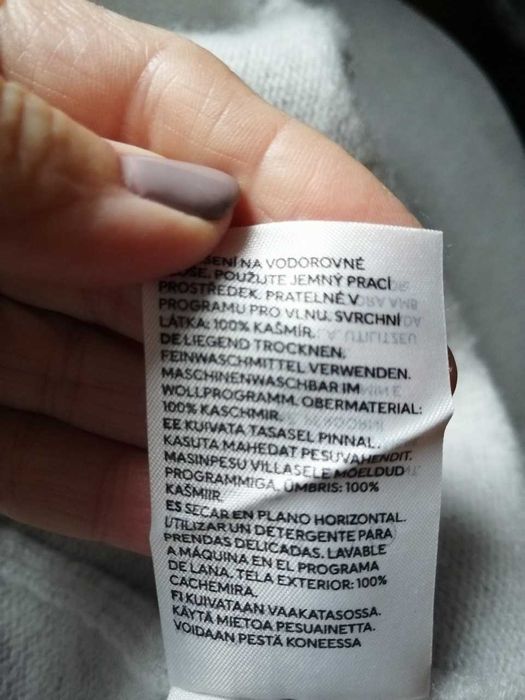 NA VODOROVNÉ
POUŽIJTE JEMNÝ PRACÍ
PROSTŘEDEK. PRATELNÉ V
PROGRAMU PRO VLNU. SVRCHNÍ
LÁTKA: 100% KAŠMÍR.
DE LIEGEND TROCKNEN.
FEINWASCHMITTEL VERWENDEN.
MASCHINENWASCHBAR IM
WOLLPROGRAMM. OBERMATERIAL:
100% KASCHMIR.
EE KUIVATA TASASEL PINNAL.
KASUTA MAHEDAT PESUVAHENDIT.
MASINPESU VILLASELE MÕELDUD
PROGRAMMIGA. ÜMBRIS: 100%
KAŠMIIR.
ES SECAR EN PLANO HORIZONTAL.
UTILIZAR UN DETERGENTE PARA
PRENDAS DELICADAS. LAVABLE
A MÁQUINA EN EL PROGRAMA
DE LANA. TELA EXTERIOR: 100%
CACHEMIRA.
FI KUIVATAAN VAAKATASOSSA.
KÄYTÄ MIETOA PESUAINETTA.
VOIDAAN PESTÄ KONEESSA